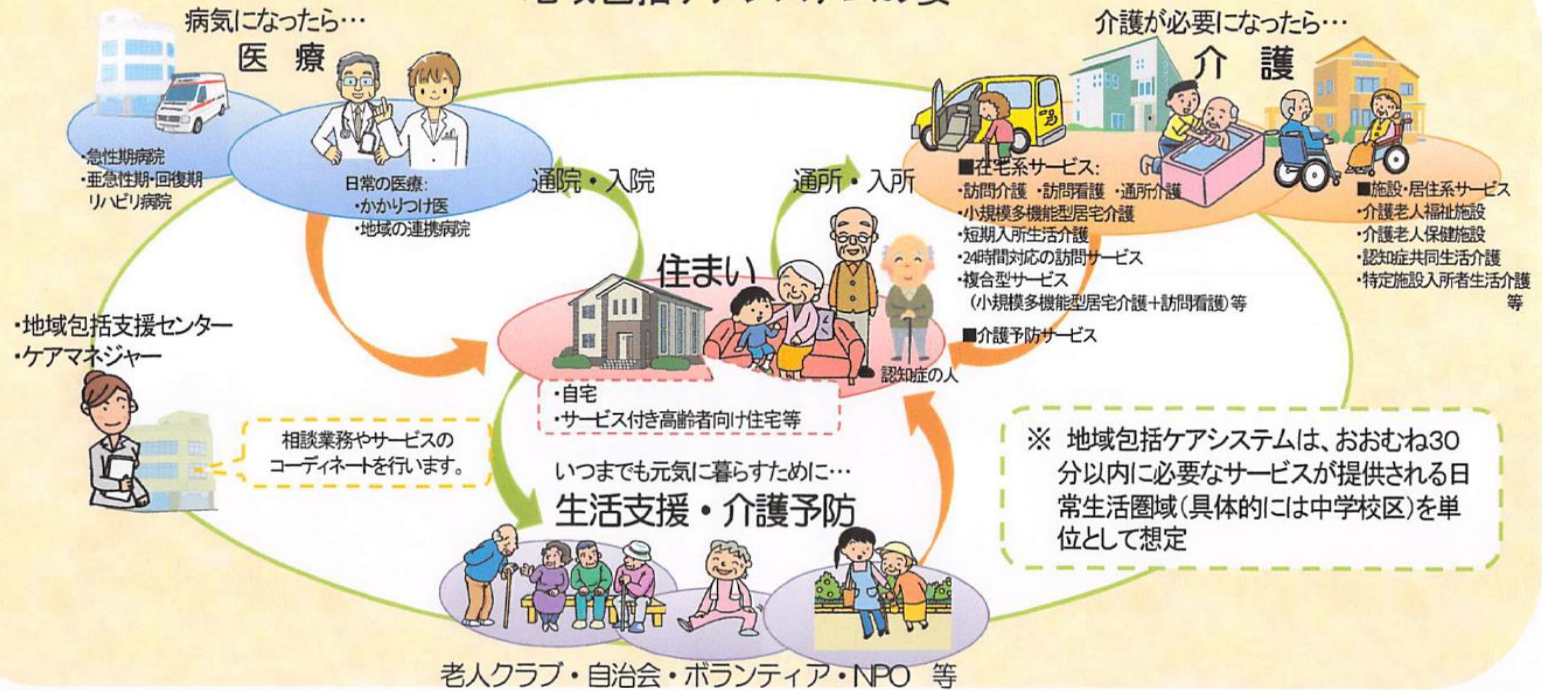 病気になったら…
医 療
・急性期病院
・亜急性期・回復期
リハビリ病院
日常の医療:
・かかりつけ医
・地域の連携病院
通院・入院
通所・入所
介護が必要になったら…
介 護
■在宅系サービス:
・訪問介護 ・訪問看護 ・通所介護
・小規模多機能型居宅介護
・短期入所生活介護
・24時間対応の訪問サービス
・複合型サービス
(小規模多機能型居宅介護+訪問看護)等
■介護予防サービス
■施設・居住系サービス
・介護老人福祉施設
・介護老人保健施設
・認知症共同生活介護
・特定施設入所者生活介護
等
住まい
認知症の人
・自宅
・サービス付き高齢者向け住宅等
・地域包括支援センター
・ケアマネジャー
相談業務やサービスの
コーディネートを行います。
いつまでも元気に暮らすために…
生活支援・介護予防
老人クラブ・自治会・ボランティア・NPO 等
※ 地域包括ケアシステムは、おおむね30
分以内に必要なサービスが提供される日
常生活圏域(具体的には中学校区)を単
位として想定